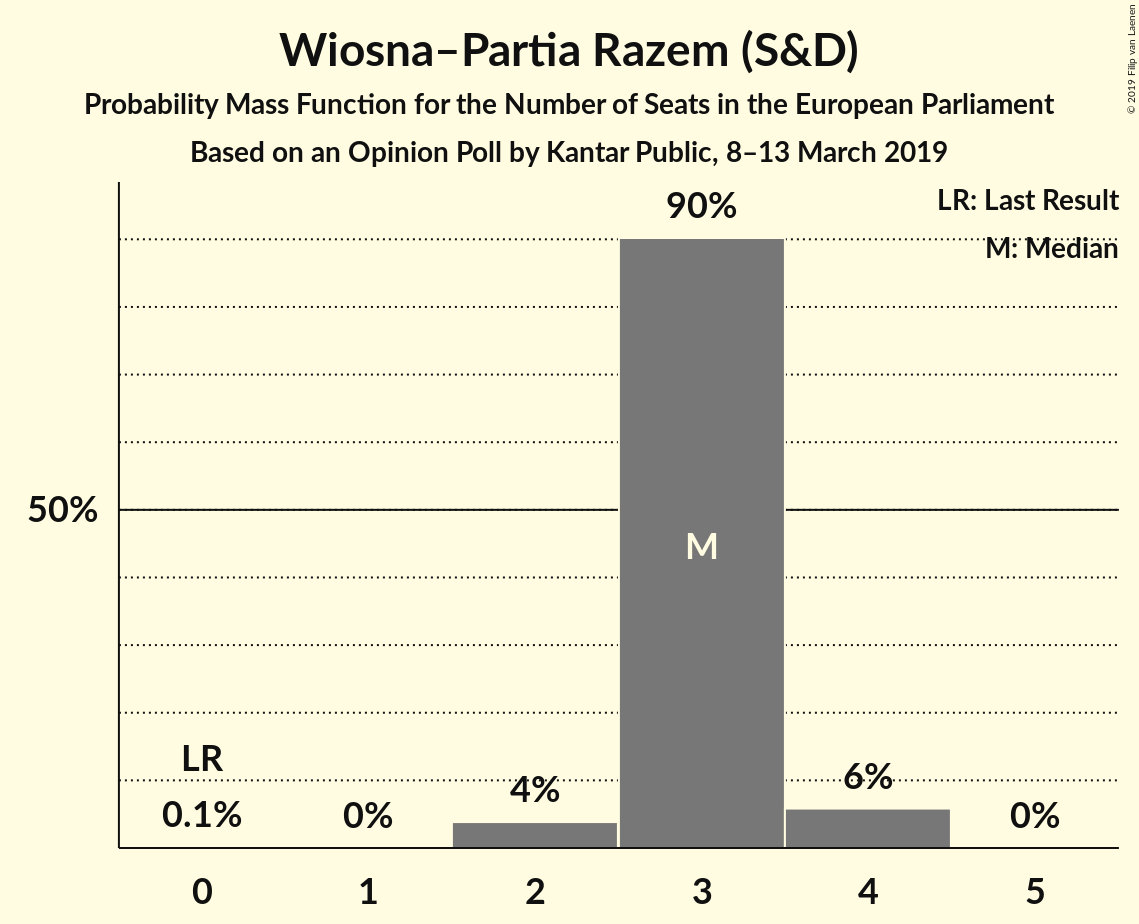 Wiosna–Partia Razem (S&D)
Probability Mass Function for the Number of Seats in the European Parliament
Based on an Opinion Poll by Kantar Public, 8–13 March 2019
© 2019 Filip van Laenen
LR: Last Result
M: Median
90%
50%
M
LR
0.1%
0%
4%
6%
0%
0
1
2
3
4
5